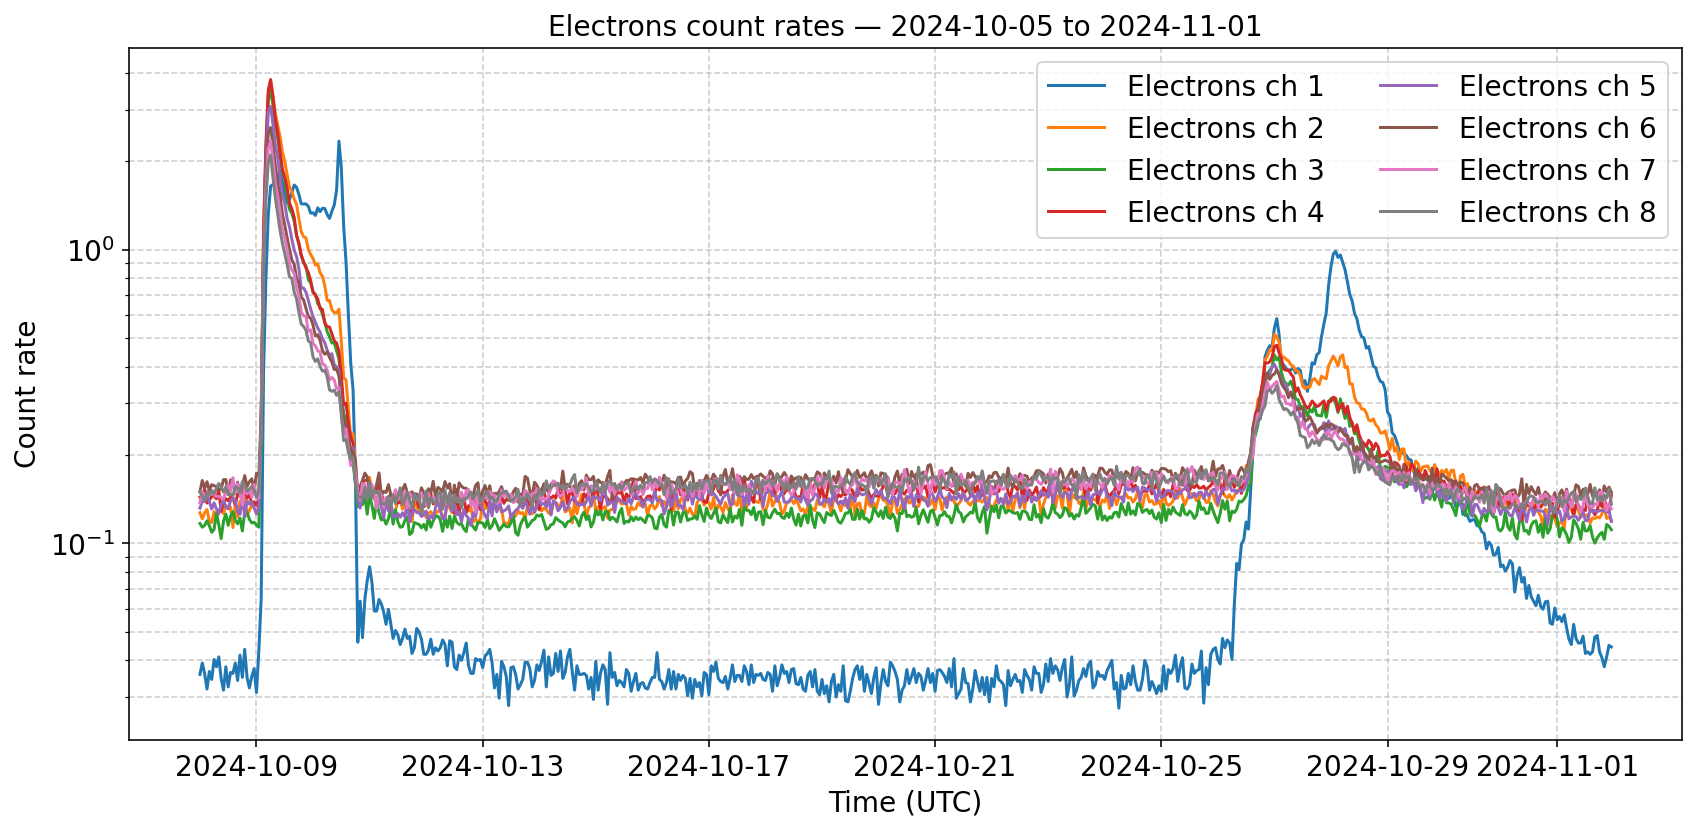 Electrons count rates — 2024-10-05 to 2024-11-01
Electrons ch 1
Electrons ch 2
Electrons ch 3
Electrons ch 4
Electrons ch 5
Electrons ch 6
Electrons ch 7
Electrons ch 8
Count rate
10⁰
10⁻¹
2024-10-09
2024-10-13
2024-10-17
2024-10-21
2024-10-25
2024-10-29
2024-11-01
Time (UTC)